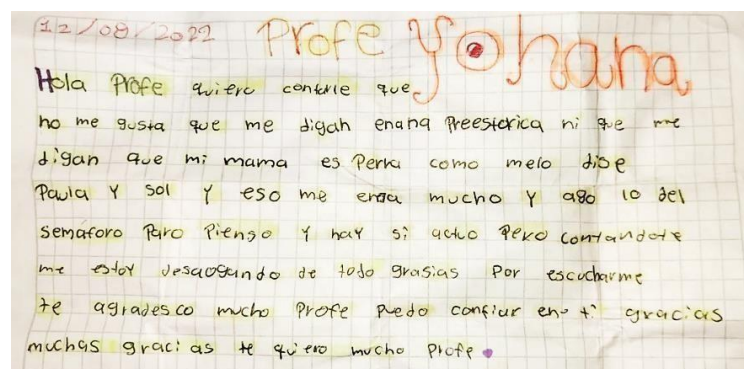 12/08/2022 Profe Yohana
Hola Profe quiero contarle que
no me gusta que me digan enana Preesterica ni que me
digan que mi mama es Perra como melo dise
Paula Y sol Y eso me enoja mucho Y ago lo del
semáforo Paro Piengo Y hay si actuo Pero contandote
me estoy desaogando de todo grasias Por escucharme
te agradesco mucho Profe Puedo confiar en ti gracias
muchas gracias te quiero mucho Profe